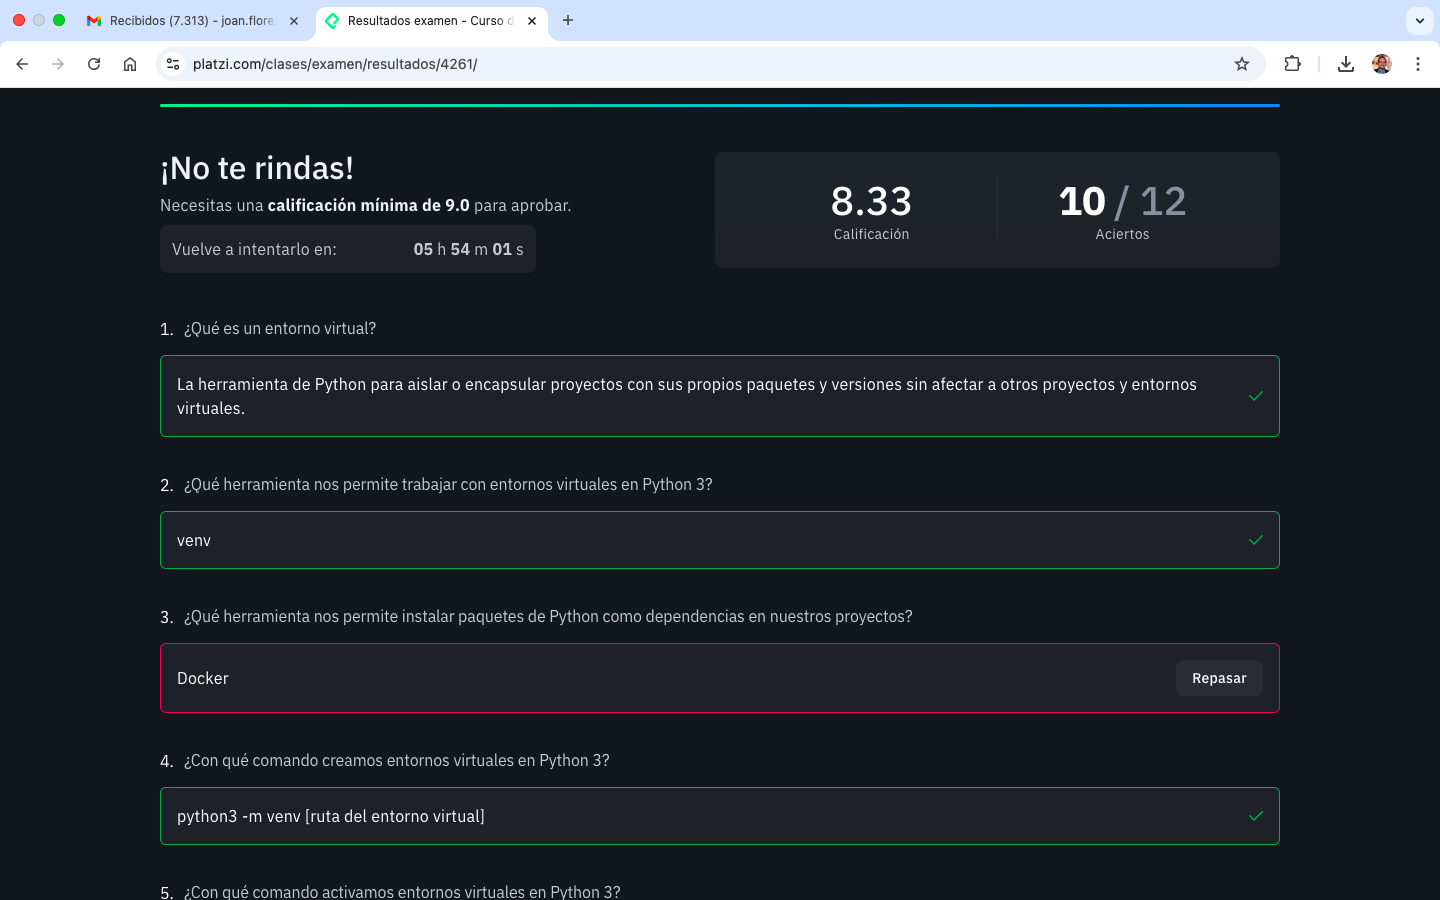 Recibidos (7.313) - joan.flore
Resultados examen - Curso d
platzi.com/clases/examen/resultados/4261/
¡No te rindas!
Necesitas una calificación mínima de 9.0 para aprobar.
Vuelve a intentarlo en: 05 h 54 m 01 s
8.33
Calificación
10 / 12
Aciertos
1. ¿Qué es un entorno virtual?
La herramienta de Python para aislar o encapsular proyectos con sus propios paquetes y versiones sin afectar a otros proyectos y entornos
virtuales.
2. ¿Qué herramienta nos permite trabajar con entornos virtuales en Python 3?
venv
3. ¿Qué herramienta nos permite instalar paquetes de Python como dependencias en nuestros proyectos?
Docker
Repasar
4. ¿Con qué comando creamos entornos virtuales en Python 3?
python3 -m venv [ruta del entorno virtual]
5. ¿Con qué comando activamos entornos virtuales en Python 3?